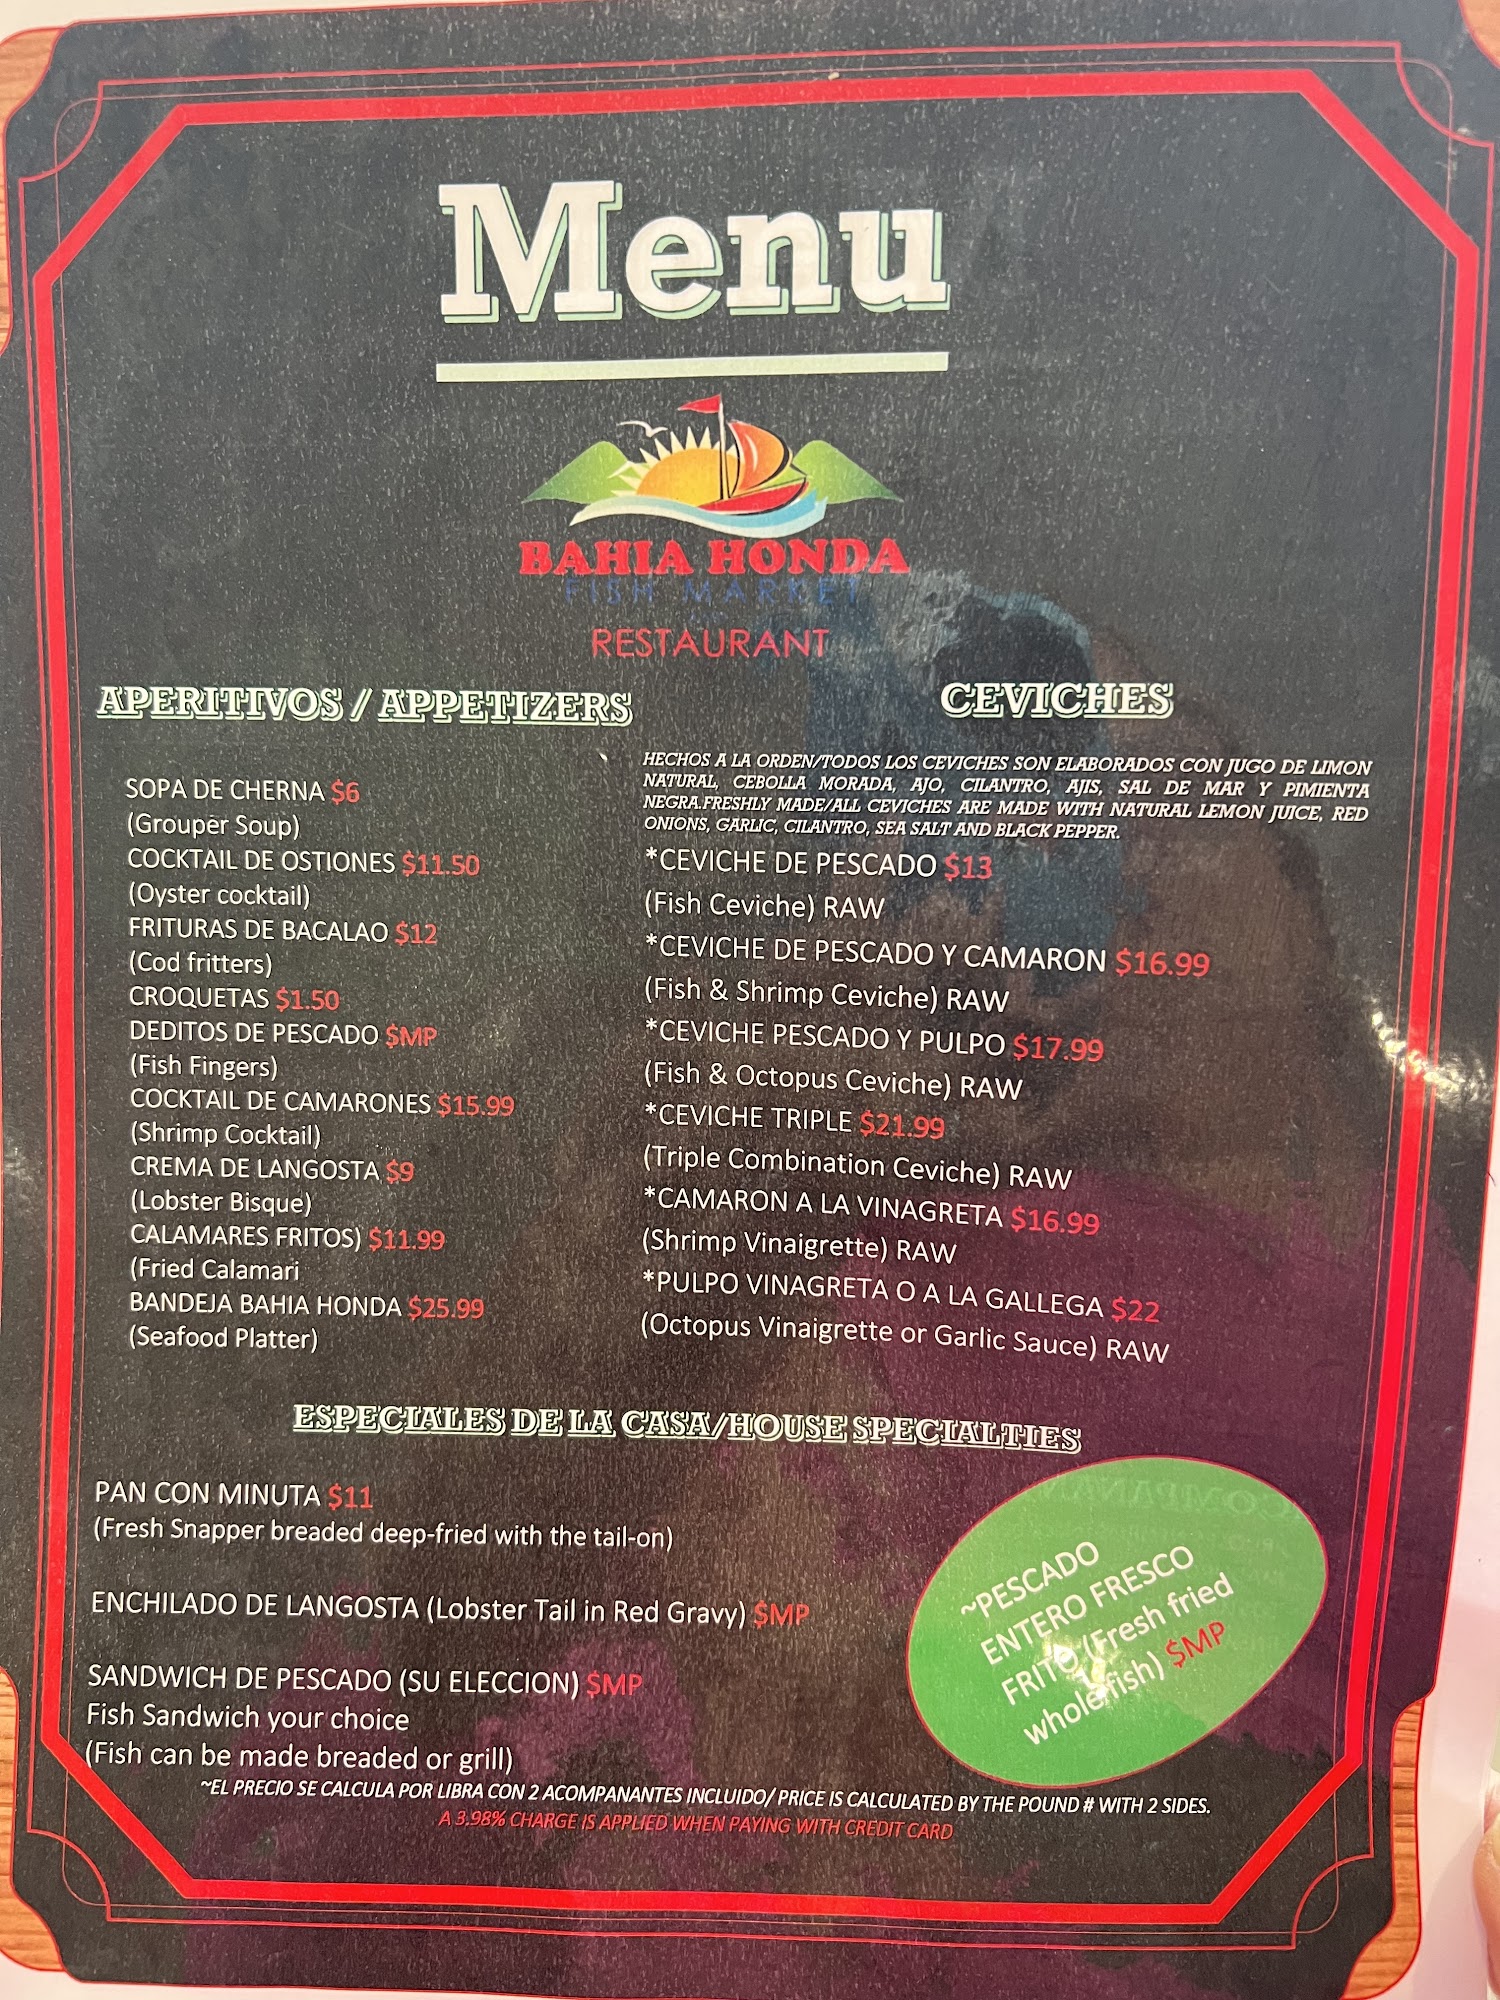 Menu
BAHIA HONDA
FISH MARKET
RESTAURANT
APERITIVOS / APPETIZERS
SOPA DE CHERNA $6
(Grouper Soup)
COCKTAIL DE OSTIONES $11.50
(Oyster cocktail)
FRITURAS DE BACALAO $12
(Cod fritters)
CROQUETAS $1.50
DEDITOS DE PESCADO $MP
(Fish Fingers)
COCKTAIL DE CAMARONES $15.99
(Shrimp Cocktail)
CREMA DE LANGOSTA $9
(Lobster Bisque)
CALAMARES FRITOS) $11.99
(Fried Calamari
BANDEJA BAHIA HONDA $25.99
(Seafood Platter)
CEVICHES
HECHOS A LA ORDEN/TODOS LOS CEVICHES SON ELABORADOS CON JUGO DE LIMON
NATURAL, CEBOLLA MORADA, AJO, CILANTRO, AJIS, SAL DE MAR Y PIMIENTA
NEGRA.FRESHLY MADE/ALL CEVICHES ARE MADE WITH NATURAL LEMON JUICE, RED
ONIONS, GARLIC, CILANTRO, SEA SALT AND BLACK PEPPER.
*CEVICHE DE PESCADO $13
(Fish Ceviche) RAW
*CEVICHE DE PESCADO Y CAMARON $16.99
(Fish & Shrimp Ceviche) RAW
*CEVICHE PESCADO Y PULPO $17.99
(Fish & Octopus Ceviche) RAW
*CEVICHE TRIPLE $21.99
(Triple Combination Ceviche) RAW
*CAMARON A LA VINAGRETA $16.99
(Shrimp Vinaigrette) RAW
*PULPO VINAGRETA O A LA GALLEGA $22
(Octopus Vinaigrette or Garlic Sauce) RAW
ESPECIALES DE LA CASA/HOUSE SPECIALTIES
PAN CON MINUTA $11
(Fresh Snapper breaded deep-fried with the tail-on)
ENCHILADO DE LANGOSTA (Lobster Tail in Red Gravy) $MP
SANDWICH DE PESCADO (SU ELECCION) $MP
Fish Sandwich your choice
(Fish can be made breaded or grill)
~PESCADO
ENTERO FRESCO
FRITO (Fresh fried
whole fish) $MP
~EL PRECIO SE CALCULA POR LIBRA CON 2 ACOMPANANTES INCLUIDO/ PRICE IS CALCULATED BY THE POUND # WITH 2 SIDES.
A 3.98% CHARGE IS APPLIED WHEN PAYING WITH CREDIT CARD